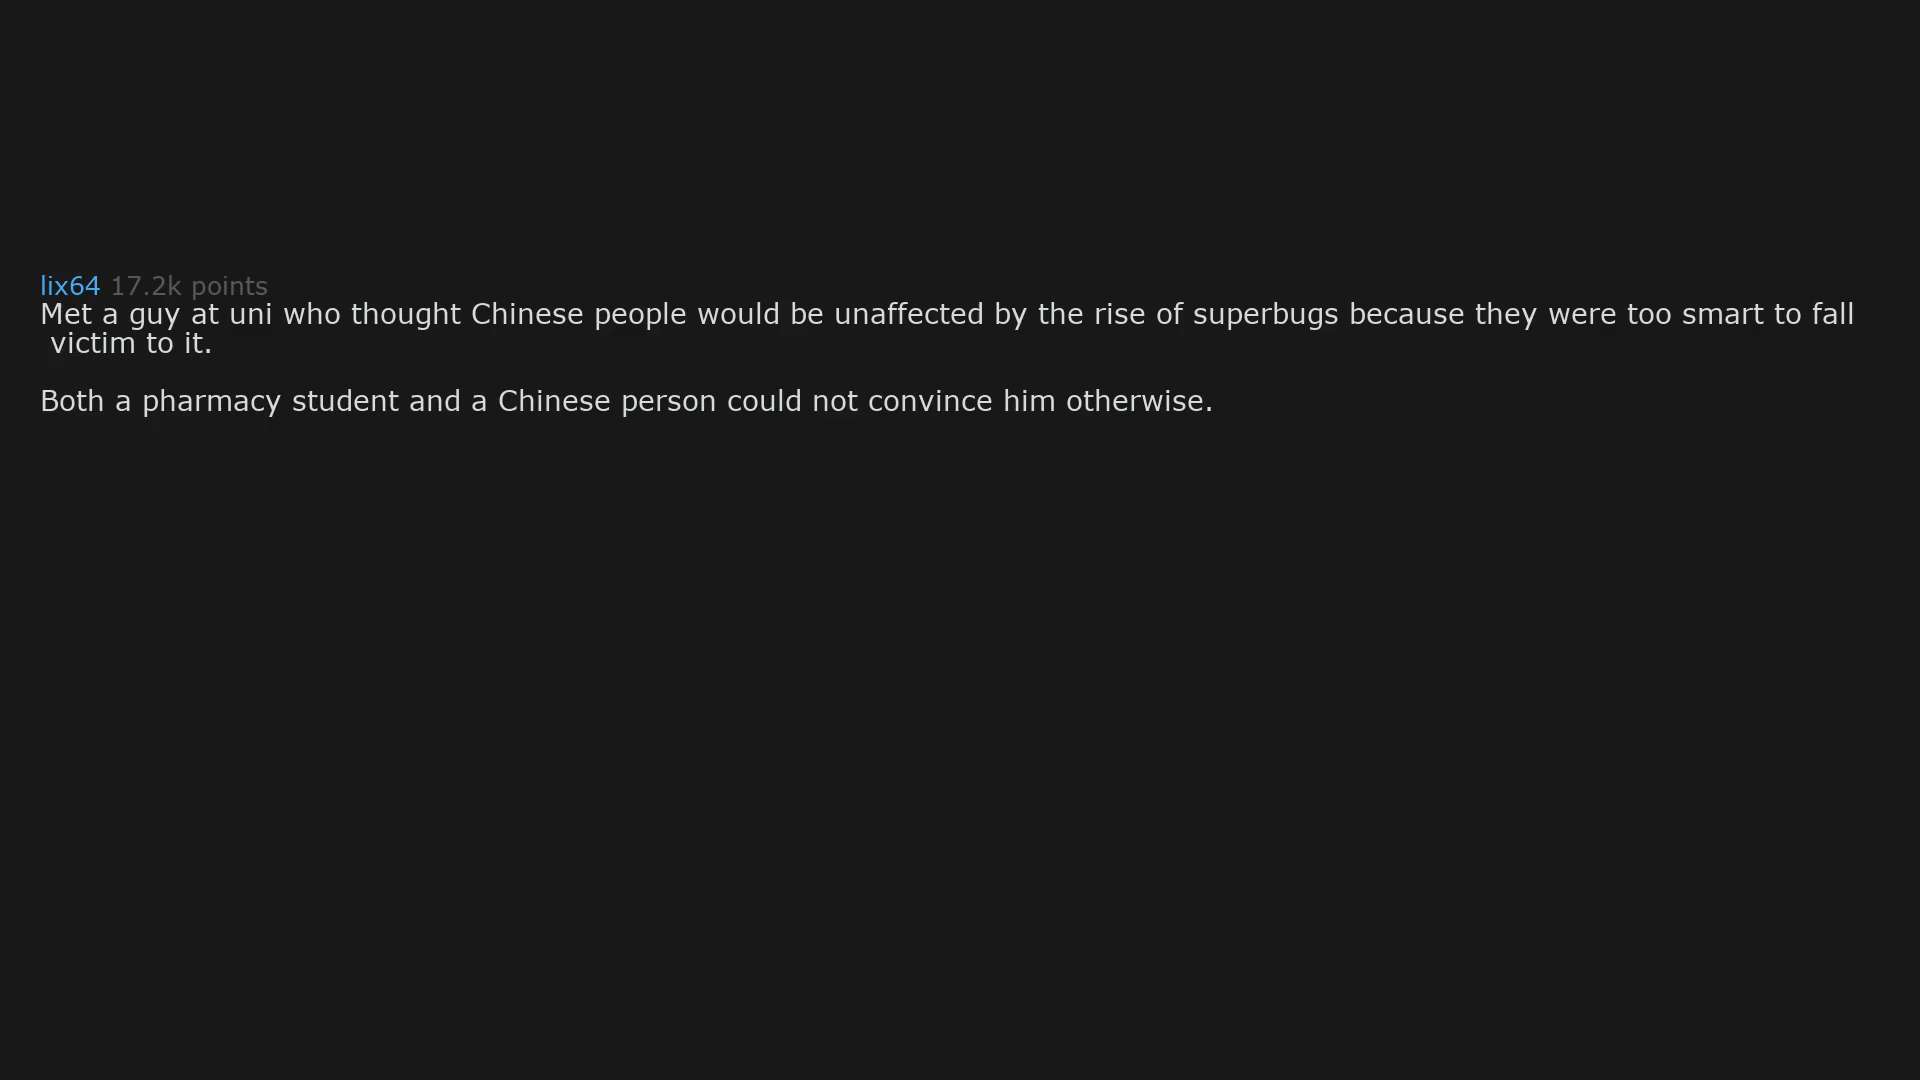 lix64 17.2k points
Met a guy at uni who thought Chinese people would be unaffected by the rise of superbugs because they were too smart to fall
victim to it.
Both a pharmacy student and a Chinese person could not convince him otherwise.